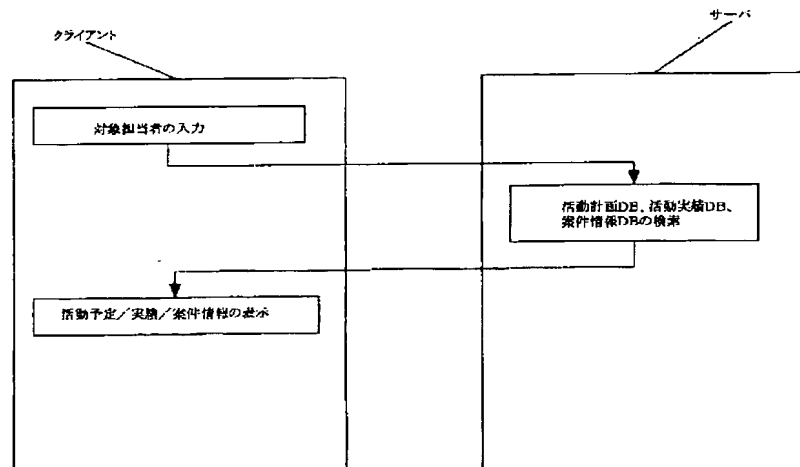 クライアント
サーバ
対象担当者の入力
活動計画DB、活動実績DB、
案件情報DBの検索
活動予定／実績／案件情報の表示